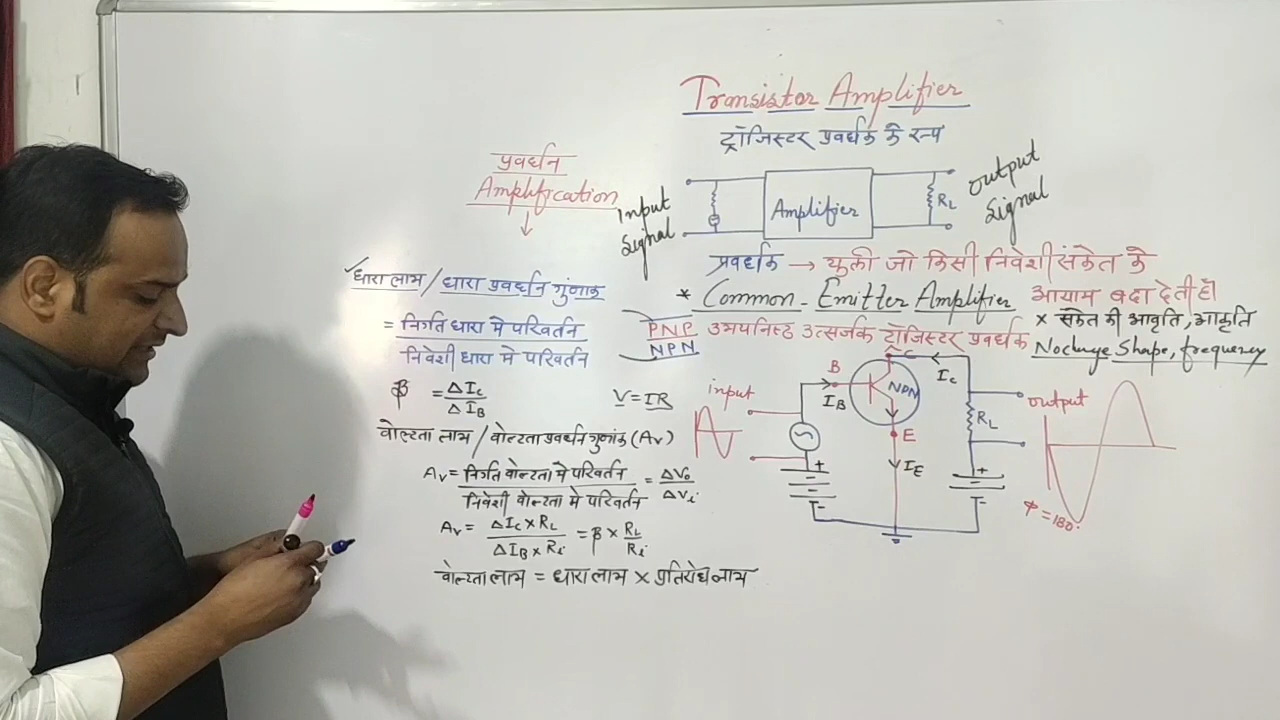 Transistor Amplifier
ट्रांजिस्टर प्रवर्धक के रूप
प्रवर्धन
Amplification
Input
Signal
Amplifier
RL
Output
Signal
प्रवर्धक → युक्ती जो किसी निवेशी संकेत के
आयाम बढा देती है।
* Common-Emitter Amplifier
× संकेत की आवृति, आकृति
PNP उभयनिष्ठ उत्सर्जक ट्रांजिस्टर प्रवर्धक
NPN
Nochnge Shape, frequency
✓धारा लाभ / धारा प्रवर्धन गुणांक
= निर्गत धारा मे परिवर्तन
निवेशी धारा मे परिवर्तन
β = ΔIc
ΔIB
V=IR
वोल्टता लाभ / वोल्टता प्रवर्धन गुणांक (Av)
Av = निर्गत वोल्टता मे परिवर्तन = ΔVo
निवेशी वोल्टता मे परिवर्तन ΔVi
Av = ΔIc × RL = β × RL
ΔIB × Ri Ri
वोल्टता लाभ = धारा लाभ × प्रतिरोध लाभ
input
B
IB
C
NPN
Ic
E
IE
RL
+
-
+
-
output
φ=180°